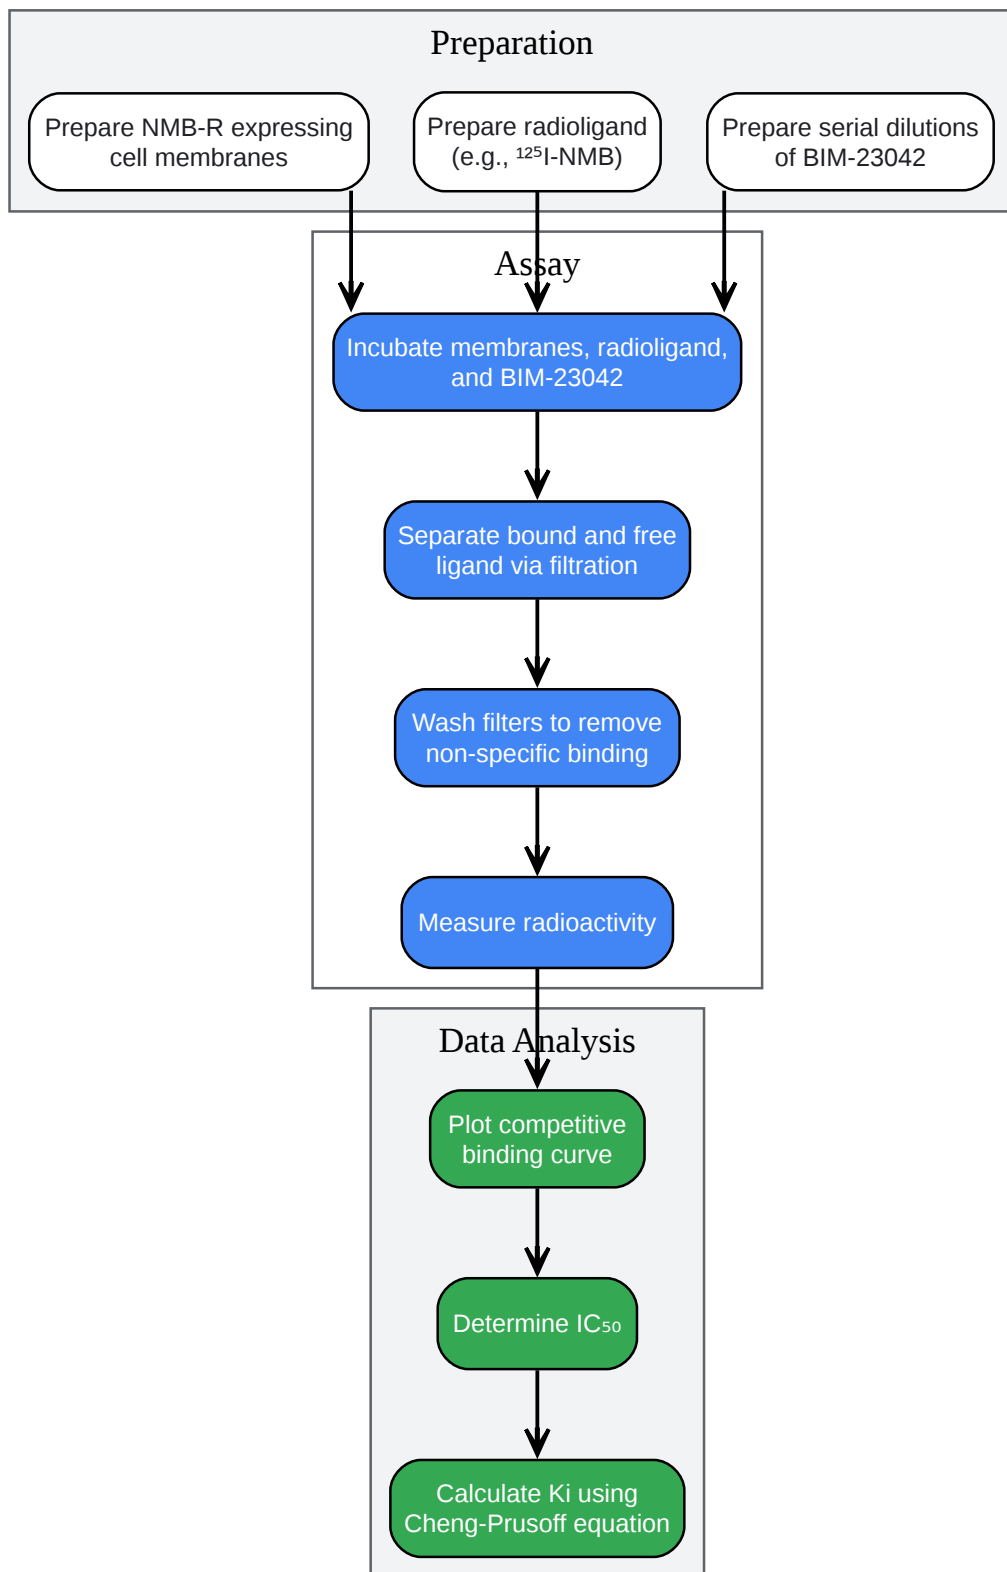 Preparation
Prepare NMB-R expressing
cell membranes
Prepare radioligand
(e.g., ¹²⁵I-NMB)
Prepare serial dilutions
of BIM-23042
Assay
Incubate membranes, radioligand,
and BIM-23042
Separate bound and free
ligand via filtration
Wash filters to remove
non-specific binding
Measure radioactivity
Data Analysis
Plot competitive
binding curve
Determine IC₅₀
Calculate Ki using
Cheng-Prusoff equation